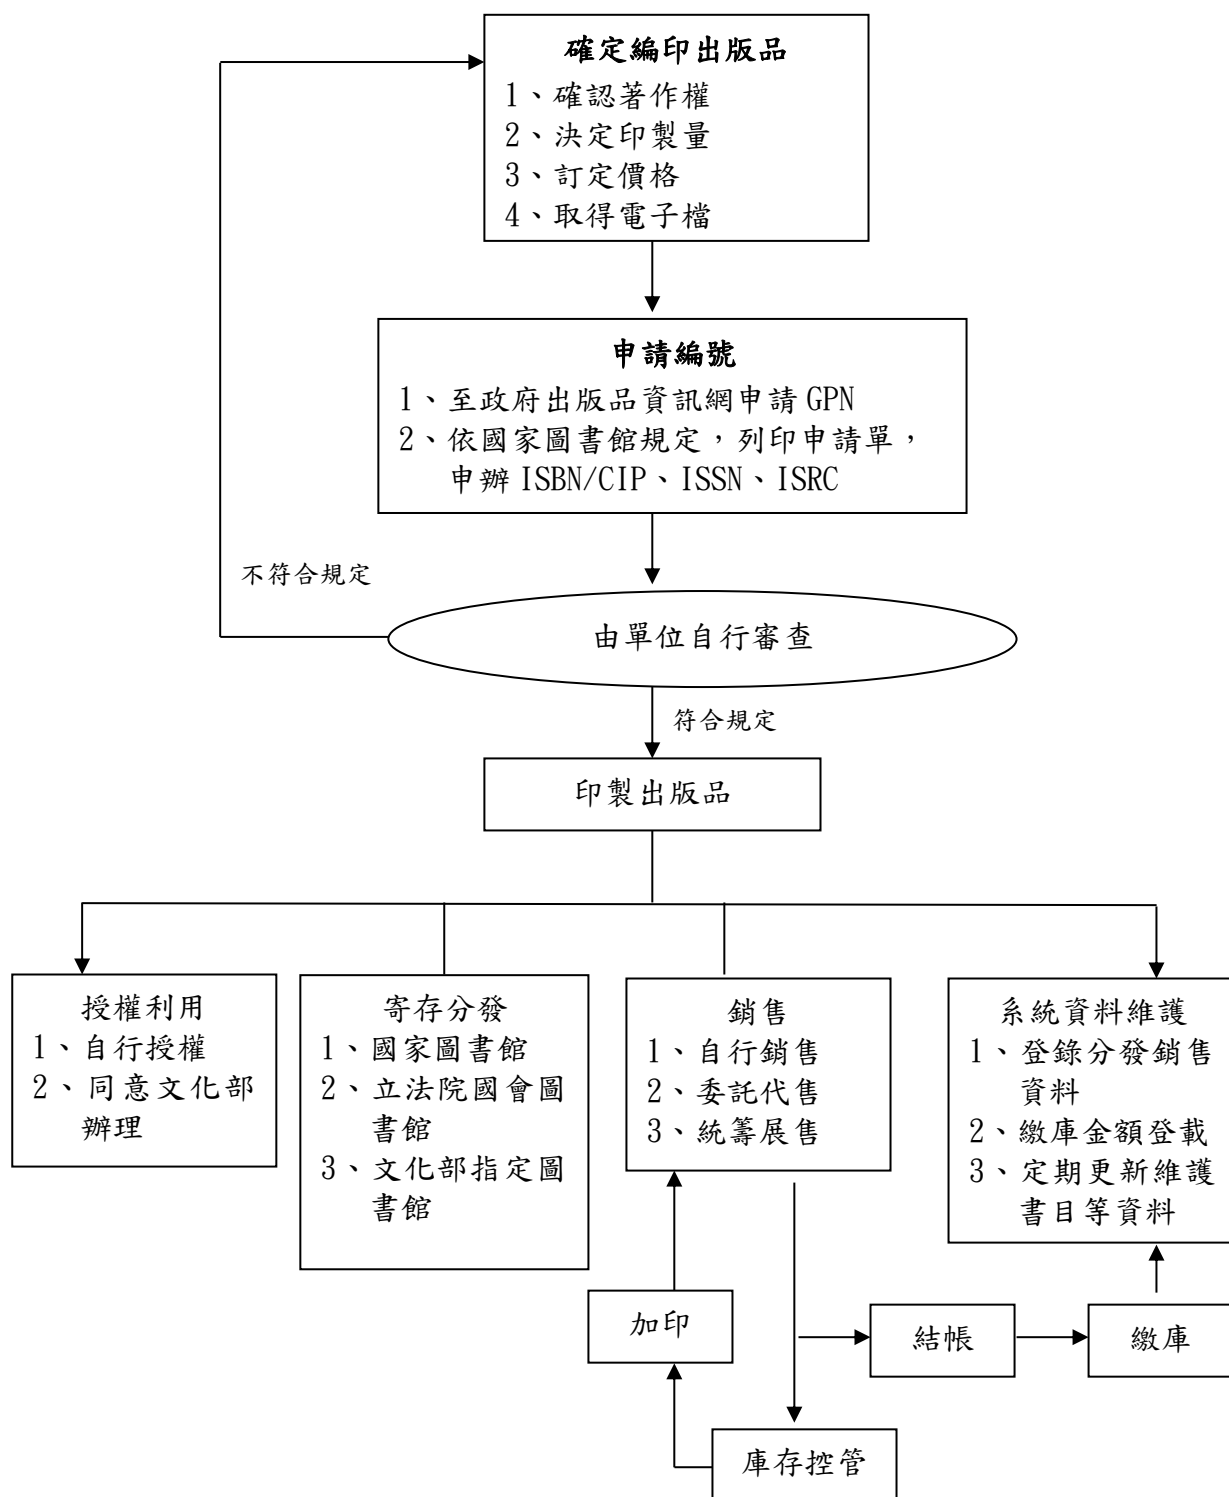 確定編印出版品
1、確認著作權
2、決定印製量
3、訂定價格
4、取得電子檔
申請編號
1、至政府出版品資訊網申請 GPN
2、依國家圖書館規定，列印申請單，
申辦 ISBN/CIP、ISSN、ISRC
不符合規定
由單位自行審查
符合規定
印製出版品
授權利用
1、自行授權
2、同意文化部
辦理
寄存分發
1、國家圖書館
2、立法院國會圖
書館
3、文化部指定圖
書館
銷售
1、自行銷售
2、委託代售
3、統籌展售
系統資料維護
1、登錄分發銷售
資料
2、繳庫金額登載
3、定期更新維護
書目等資料
加印
結帳
繳庫
庫存控管